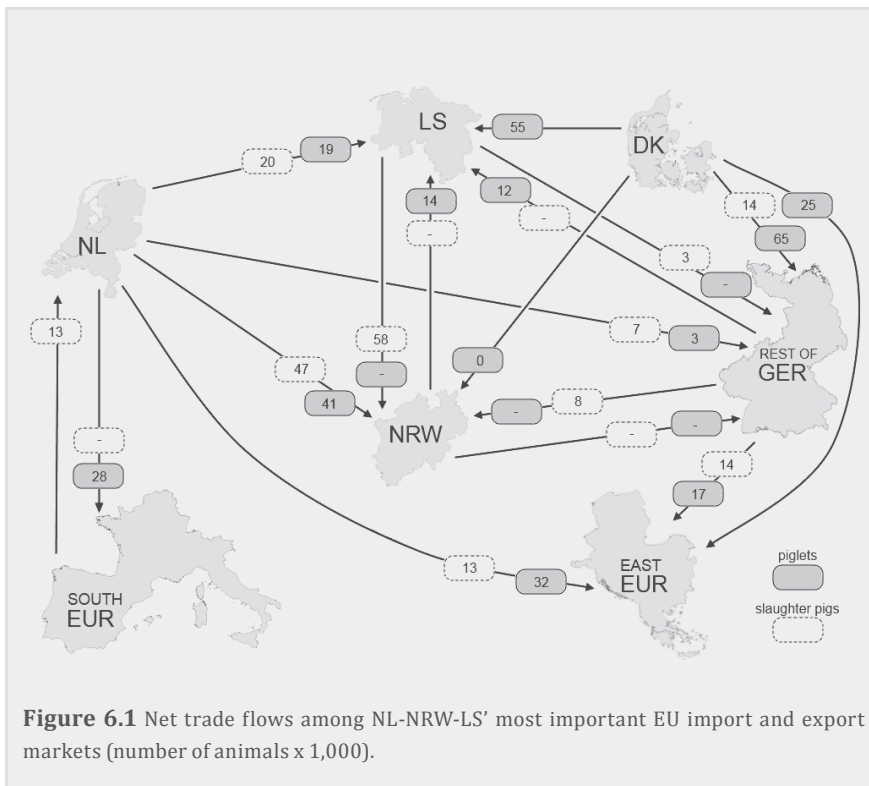 LS
DK
55
19
20
12
14
-
-
14
25
65
NL
3
-
13
7
3
REST OF
GER
58
-
0
47
41
-
8
NRW
-
-
-
28
14
17
13
32
EAST
EUR
SOUTH
EUR
piglets
slaughter pigs
Figure 6.1 Net trade flows among NL-NRW-LS’ most important EU import and export
markets (number of animals x 1,000).